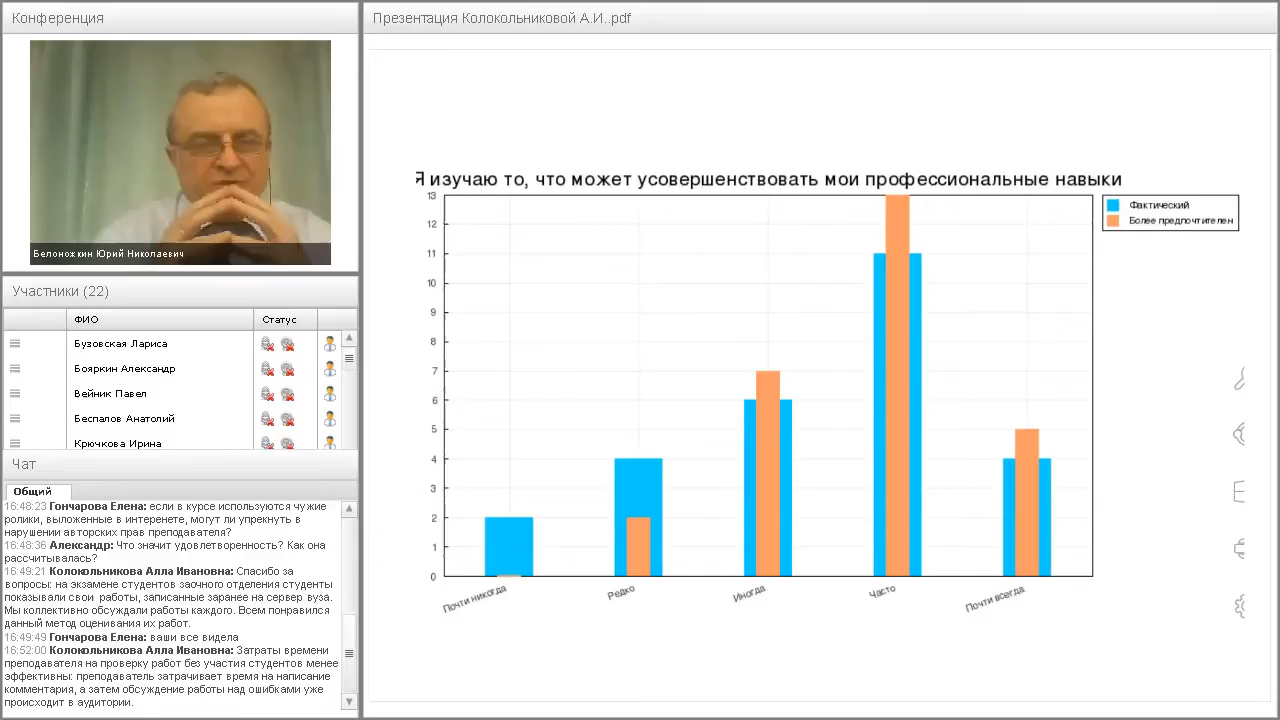 Конференция
Белоножкин Юрий Николаевич
Участники (22)
ФИО
Статус
Бузовская Лариса
Бояркин Александр
Вейник Павел
Беспалов Анатолий
Крючкова Ирина
Чат
Общий
16:48:23 Гончарова Елена: если в курсе используются чужие
ролики, выложенные в интеренете, могут ли упрекнуть в
нарушении авторских прав преподавателя?
16:48:36 Александр: Что значит удовлетворенность? Как она
рассчитывалась?
16:49:21 Колокольникова Алла Ивановна: Спасибо за
вопросы: на экзамене студентов заочного отделения студенты
показывали свои работы, записанные заранее на сервер вуза.
Мы коллективно обсуждали работы каждого. Всем понравился
данный метод оценивания их работ.
16:49:49 Гончарова Елена: ваши все видела
16:52:00 Колокольникова Алла Ивановна: Затраты времени
преподавателя на проверку работ без участия студентов менее
эффективны: преподаватель затрачивает время на написание
комментария, а затем обсуждение работы над ошибками уже
происходит в аудитории.
Презентация Колокольниковой А.И..pdf
Я изучаю то, что может усовершенствовать мои профессиональные навыки
13
12
11
10
9
8
7
6
5
4
3
2
1
0
Почти никогда
Редко
Иногда
Часто
Почти всегда
Фактический
Более предпочтителен